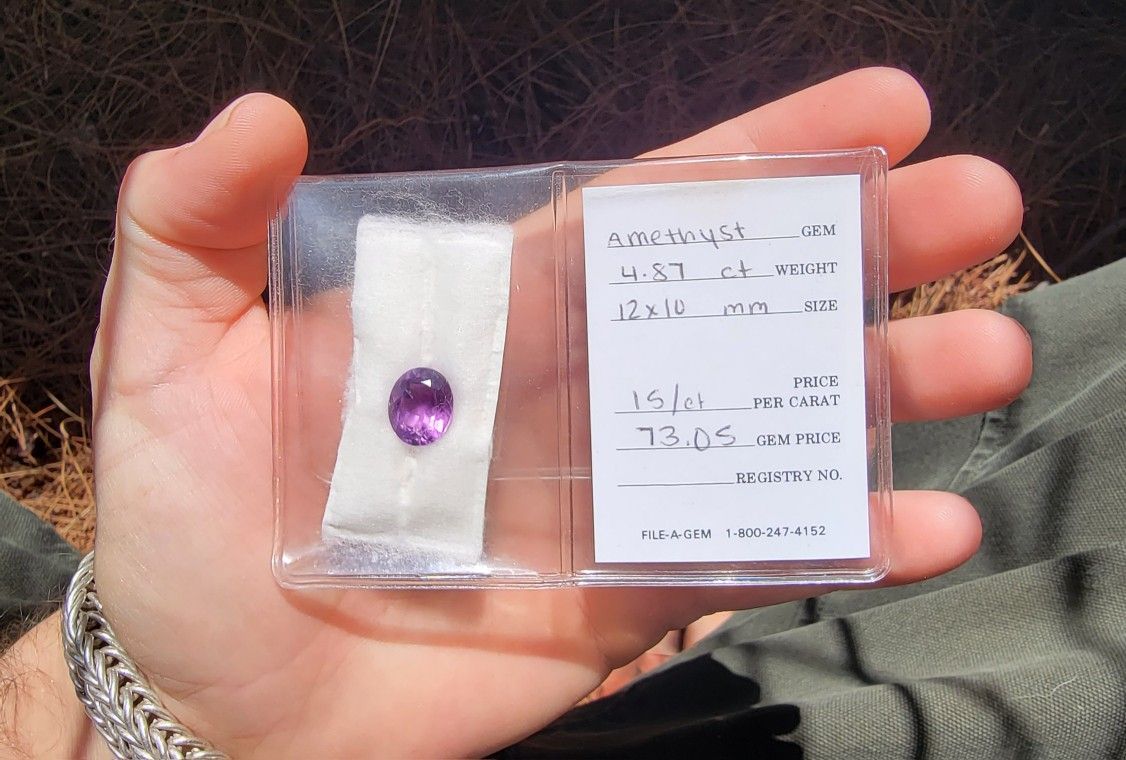 Amethyst GEM
4.87 ct WEIGHT
12x10 mm SIZE
PRICE
15/ct PER CARAT
73.05 GEM PRICE
REGISTRY NO.
FILE-A-GEM 1-800-247-4152